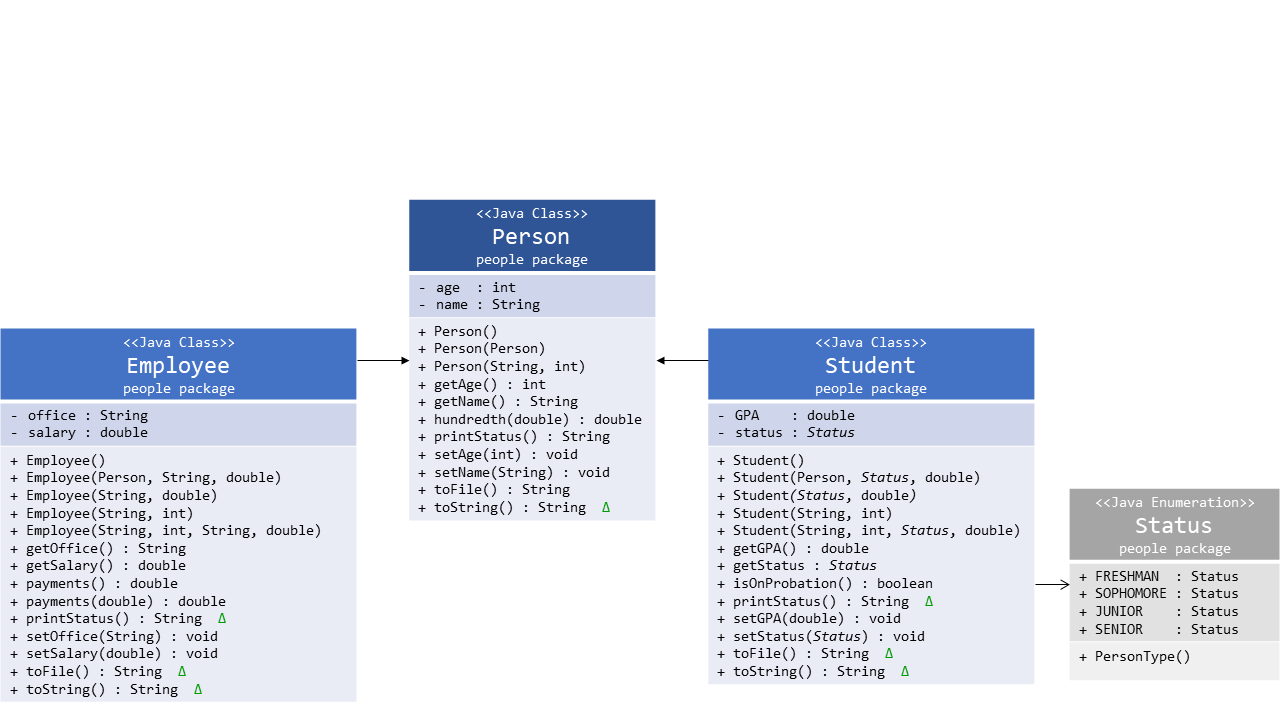 <<Java Class>>
Person
people package
- age  : int
- name : String
+ Person()
+ Person(Person)
+ Person(String, int)
+ getAge() : int
+ getName() : String
+ hundredth(double) : double
+ printStatus() : String
+ setAge(int) : void
+ setName(String) : void
+ toFile() : String
+ toString() : String  Δ
<<Java Class>>
Employee
people package
- office : String
- salary : double
+ Employee()
+ Employee(Person, String, double)
+ Employee(String, double)
+ Employee(String, int)
+ Employee(String, int, String, double)
+ getOffice() : String
+ getSalary() : double
+ payments() : double
+ payments(double) : double
+ printStatus() : String  Δ
+ setOffice(String) : void
+ setSalary(double) : void
+ toFile() : String  Δ
+ toString() : String  Δ
<<Java Class>>
Student
people package
- GPA    : double
- status : Status
+ Student()
+ Student(Person, Status, double)
+ Student(Status, double)
+ Student(String, int)
+ Student(String, int, Status, double)
+ getGPA() : double
+ getStatus : Status
+ isOnProbation() : boolean
+ printStatus() : String  Δ
+ setGPA(double) : void
+ setStatus(Status) : void
+ toFile() : String  Δ
+ toString() : String  Δ
<<Java Enumeration>>
Status
people package
+ FRESHMAN  : Status
+ SOPHOMORE : Status
+ JUNIOR    : Status
+ SENIOR    : Status
+ PersonType()